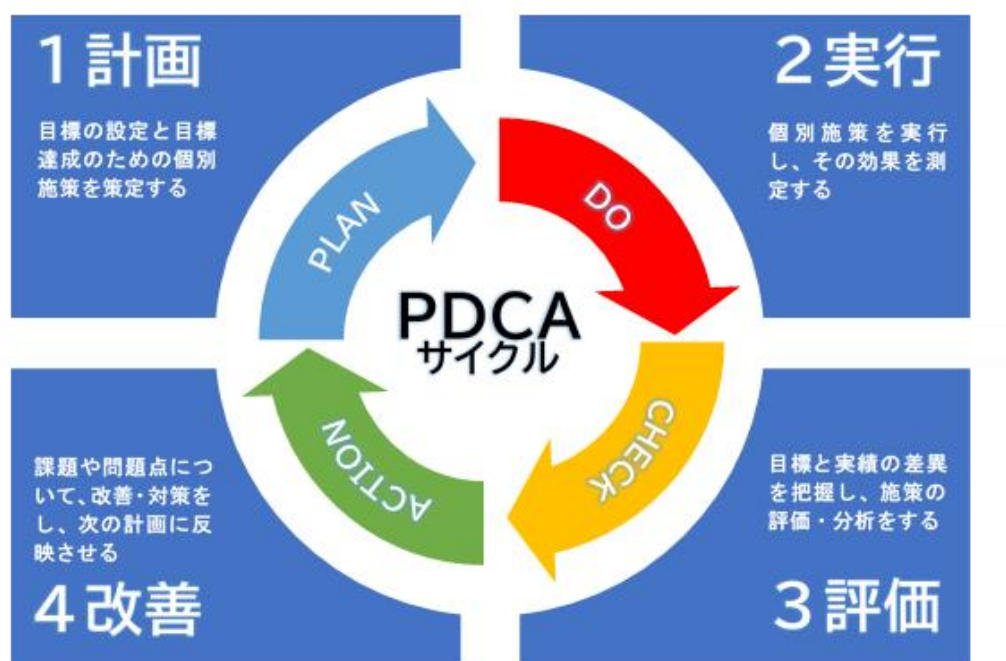 １計画
目標の設定と目標
達成のための個別
施策を策定する
２実行
個別施策を実行
し、その効果を測
定する
PLAN
DO
PDCA
サイクル
CHECK
ACTION
目標と実績の差異
を把握し、施策の
評価・分析をする
３評価
課題や問題点につ
いて、改善・対策を
し、次の計画に反
映させる
４改善